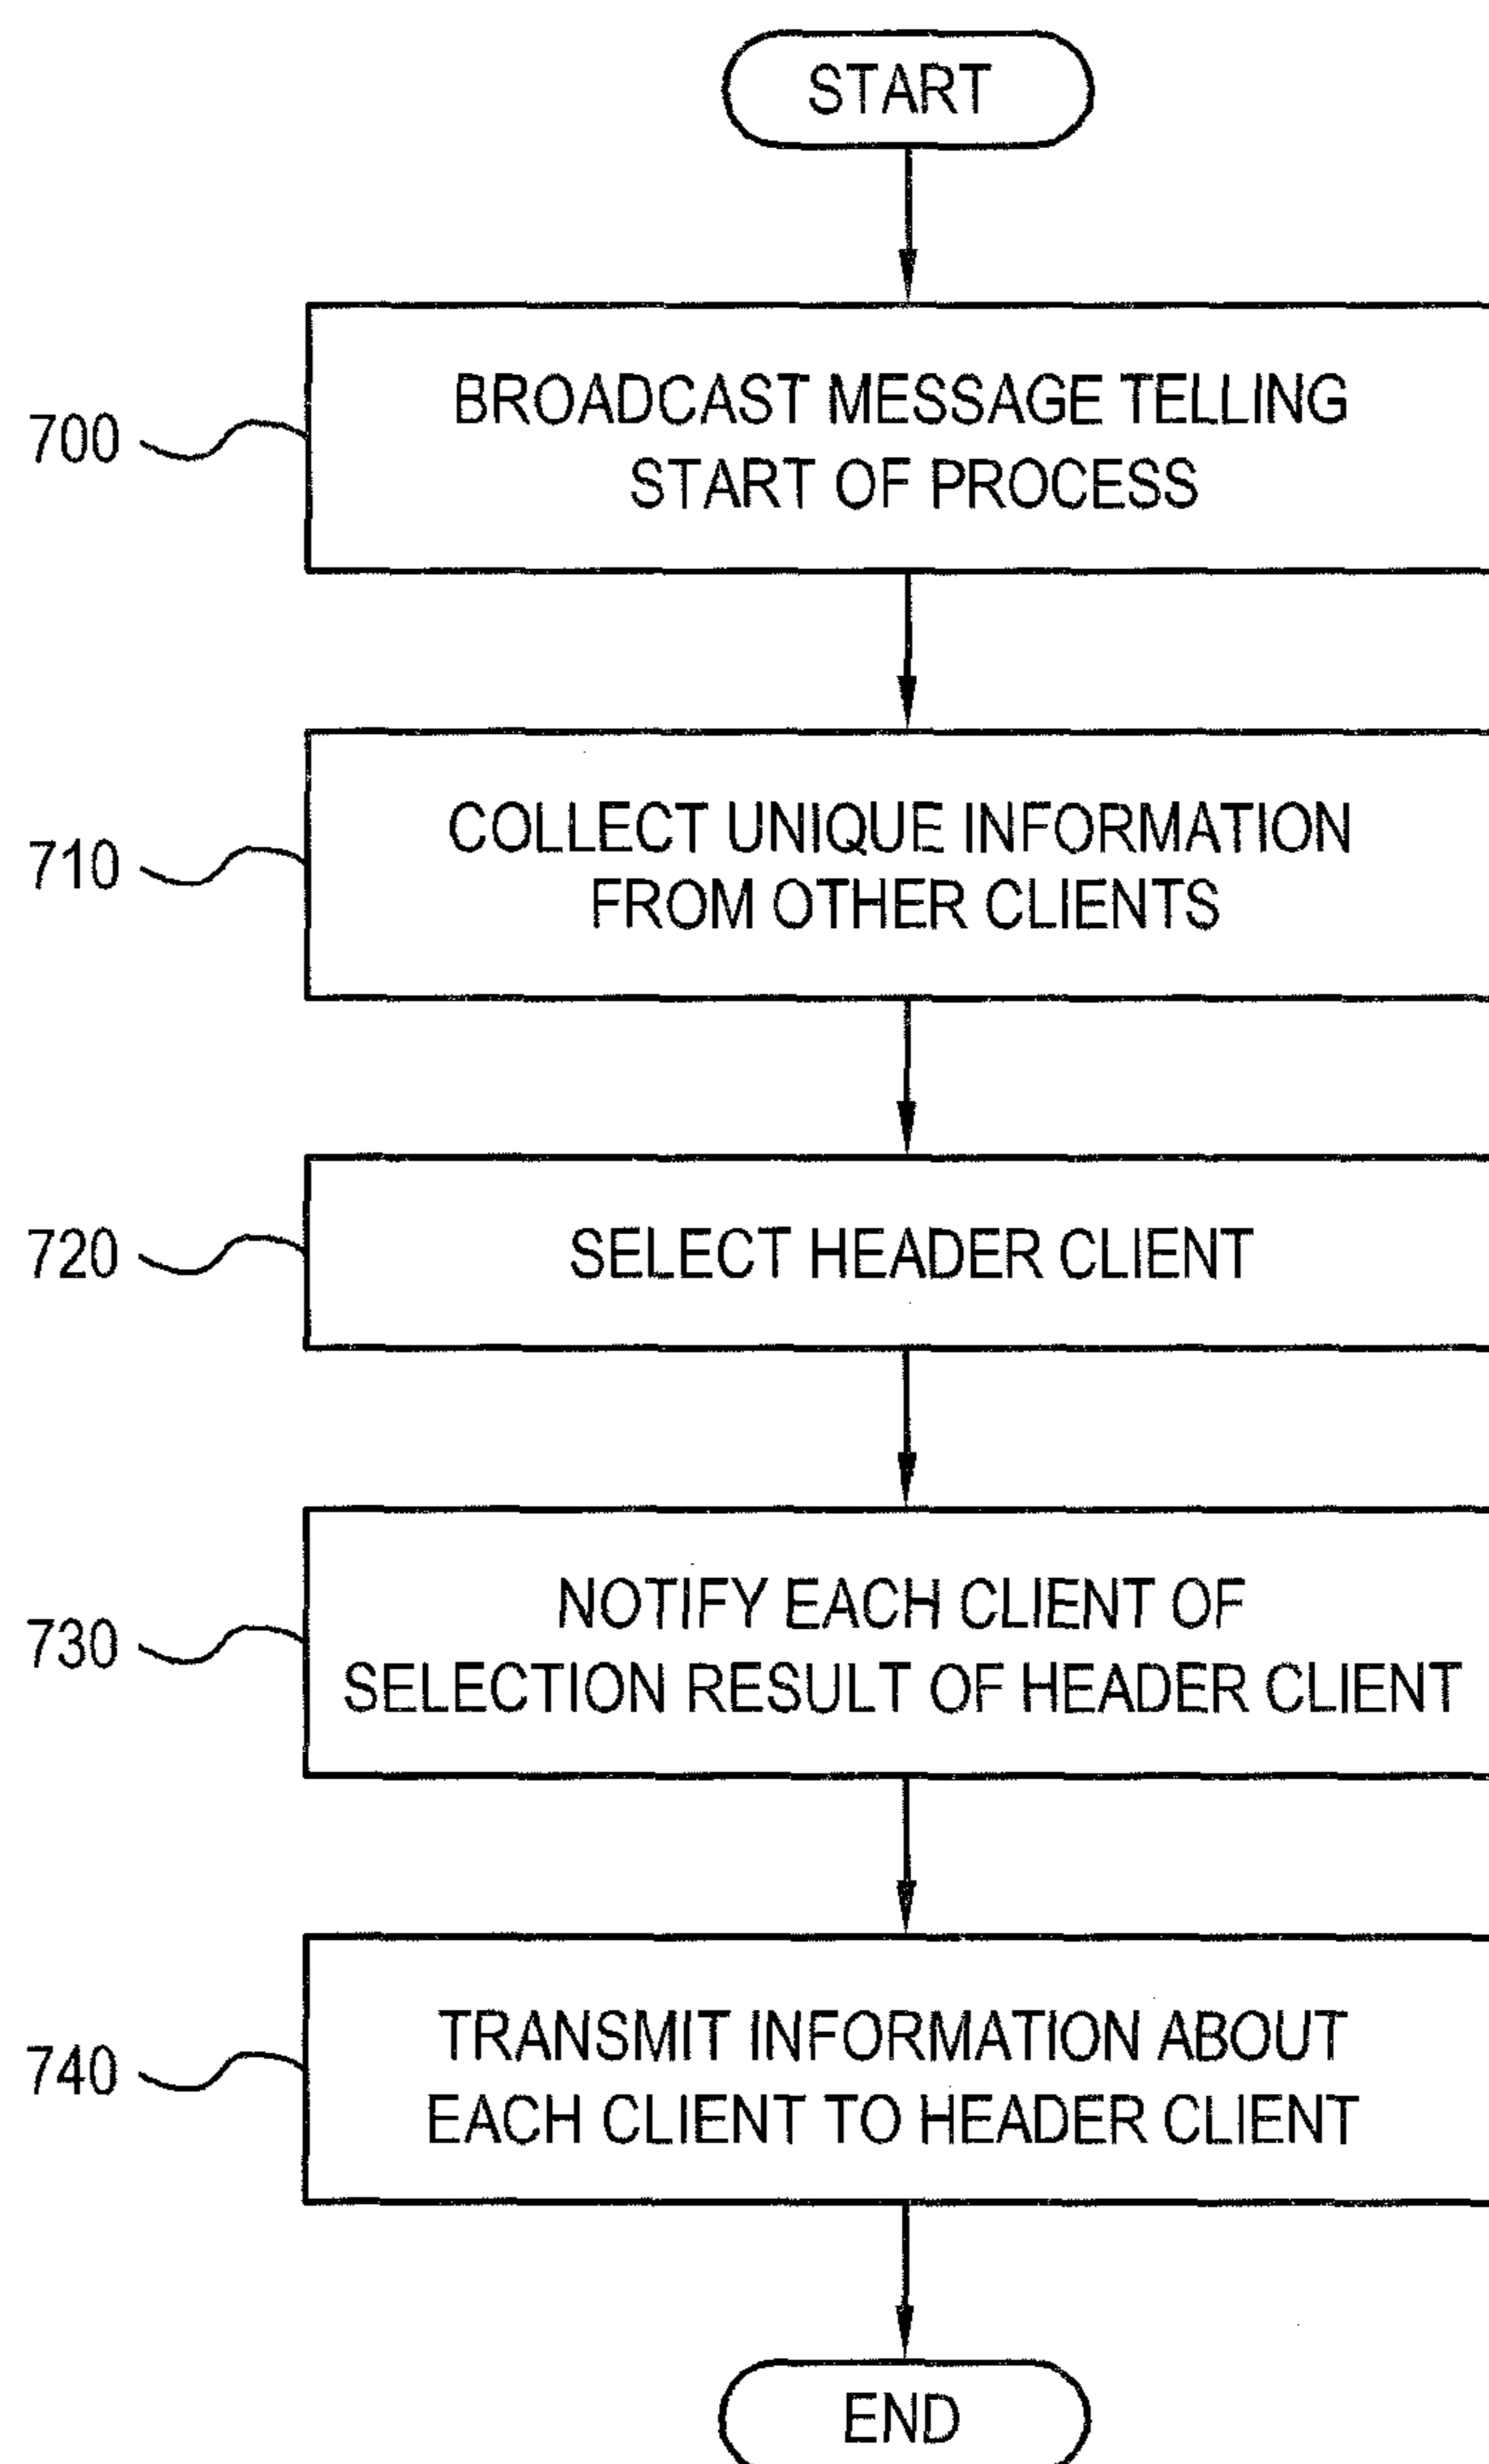 START
700
BROADCAST MESSAGE TELLING
START OF PROCESS
710
COLLECT UNIQUE INFORMATION
FROM OTHER CLIENTS
720
SELECT HEADER CLIENT
730
NOTIFY EACH CLIENT OF
SELECTION RESULT OF HEADER CLIENT
740
TRANSMIT INFORMATION ABOUT
EACH CLIENT TO HEADER CLIENT
END